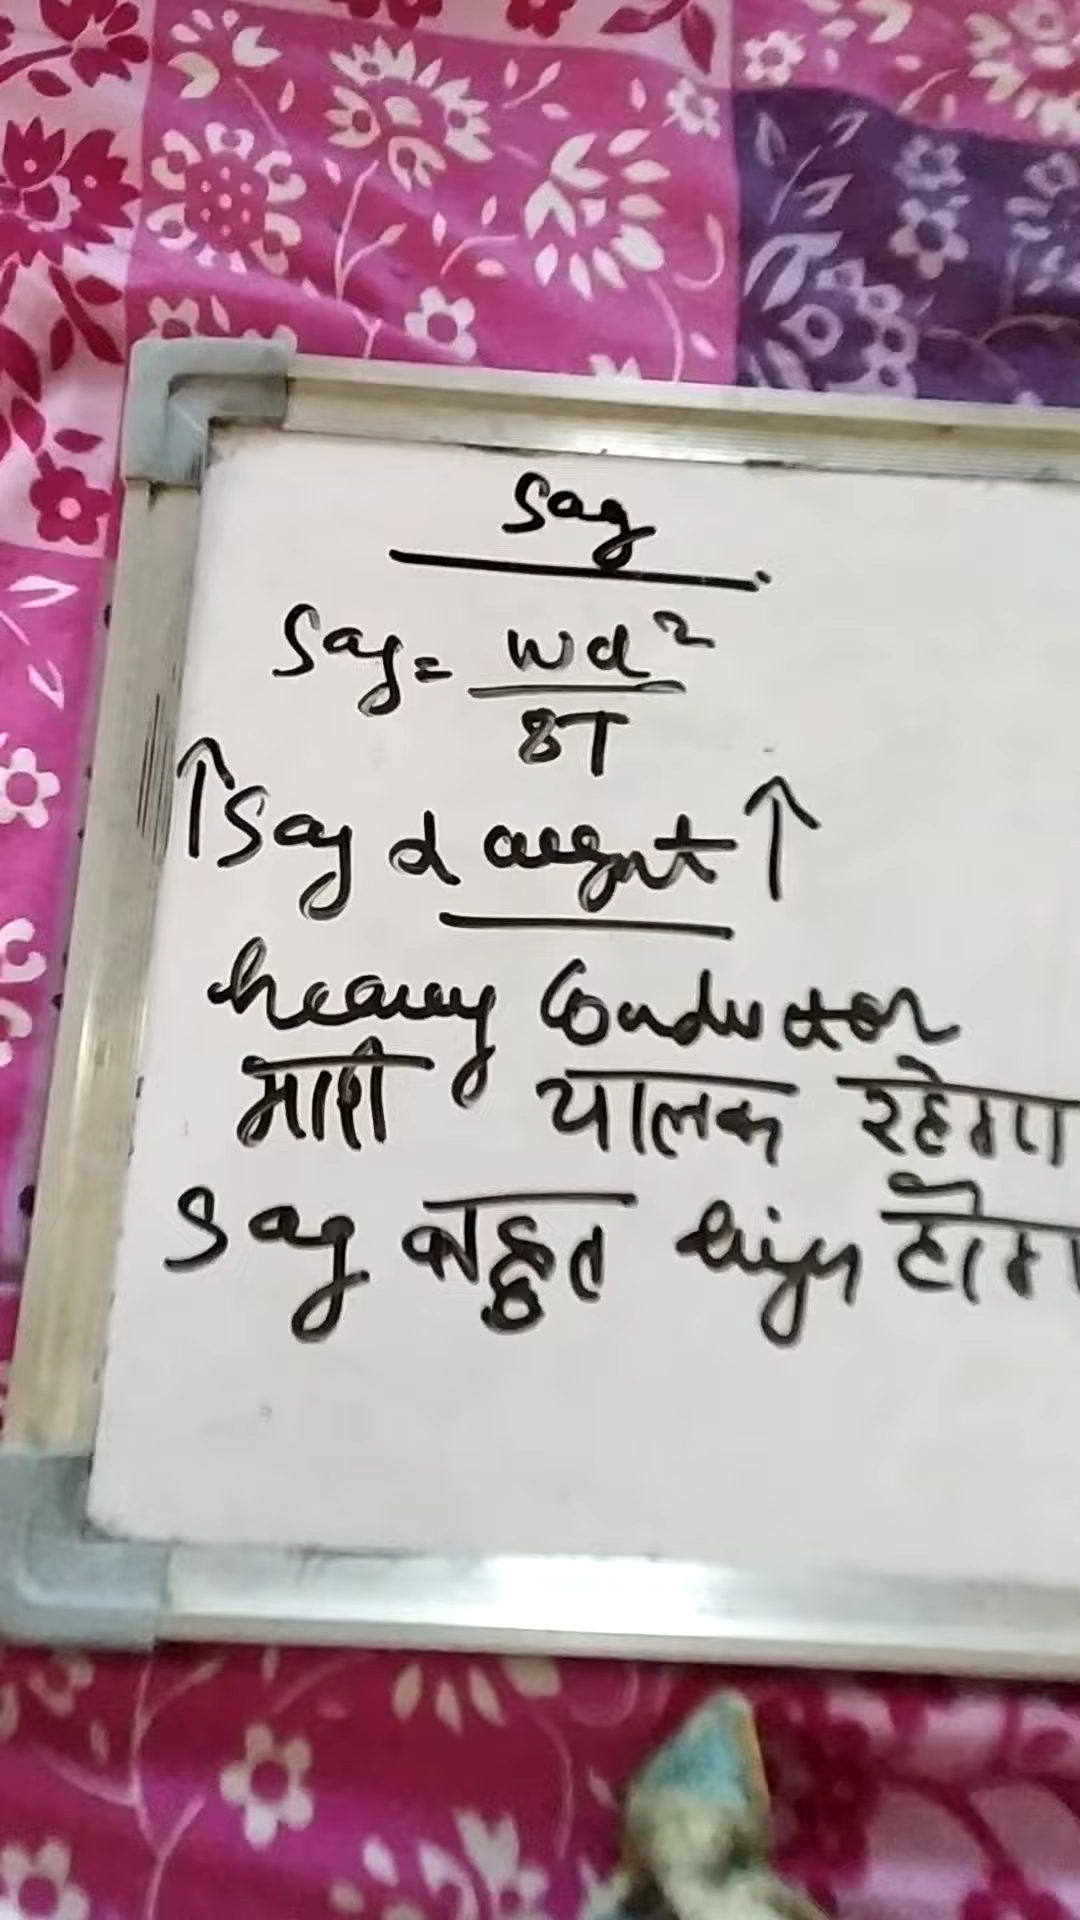 Sag
Sag = wd²
8T
↑ Sag α weight ↑
heavy Conductor
भारी चालक रहेगा
Sag बहुत high होगा